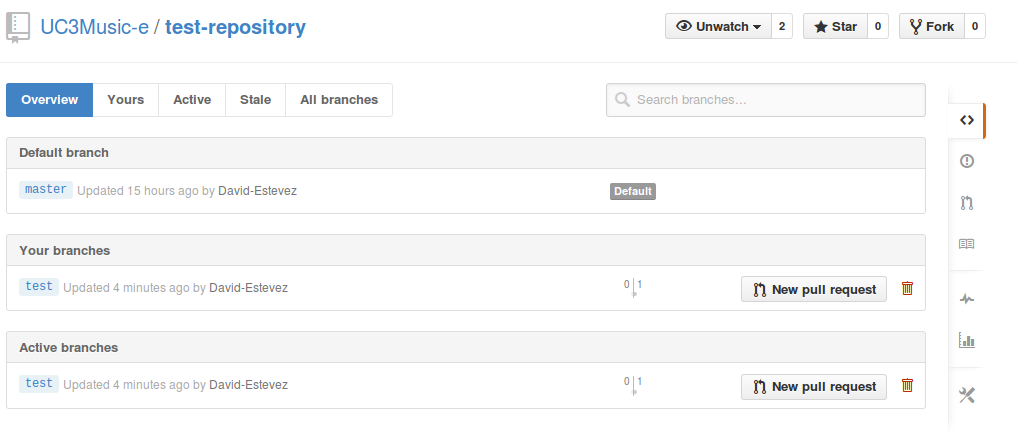 UC3Music-e / test-repository
Unwatch 2 Star 0 Fork 0
Overview Yours Active Stale All branches Search branches...
Default branch
master Updated 15 hours ago by David-Estevez Default
Your branches
test Updated 4 minutes ago by David-Estevez 0 1 New pull request
Active branches
test Updated 4 minutes ago by David-Estevez 0 1 New pull request